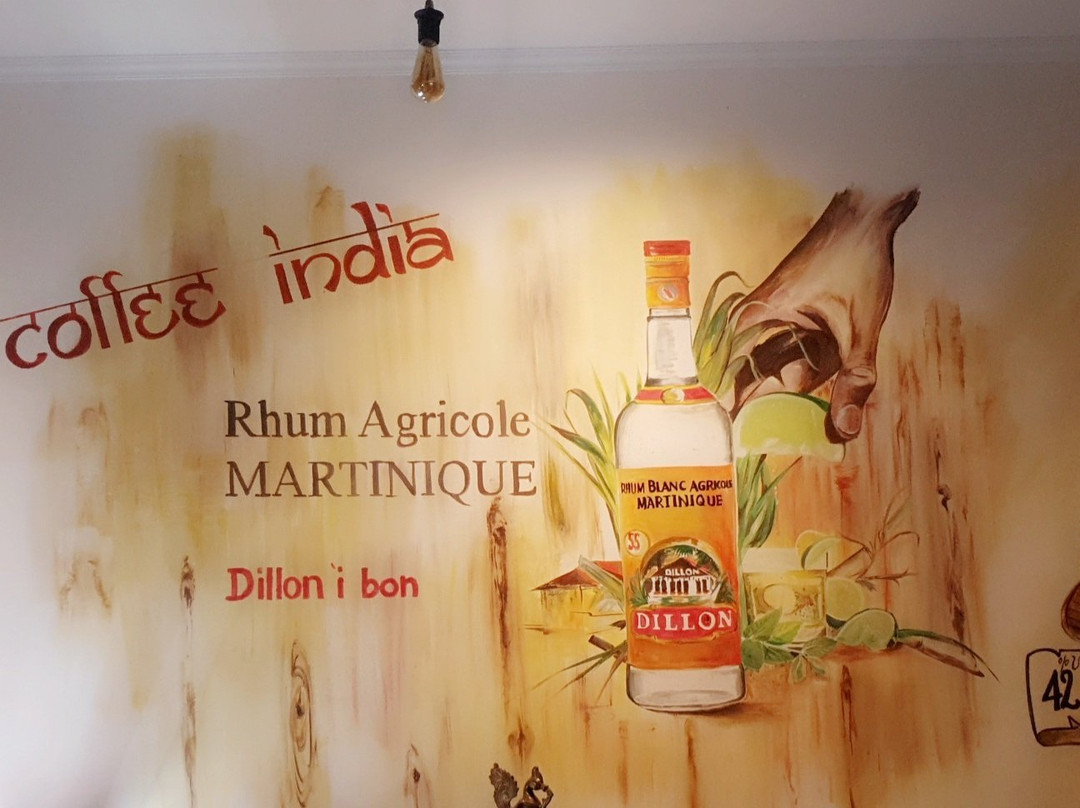 coffee india
Rhum Agricole
MARTINIQUE
Dillon i bon
RHUM BLANC AGRICOLE
MARTINIQUE
55
DILLON
DILLON
42